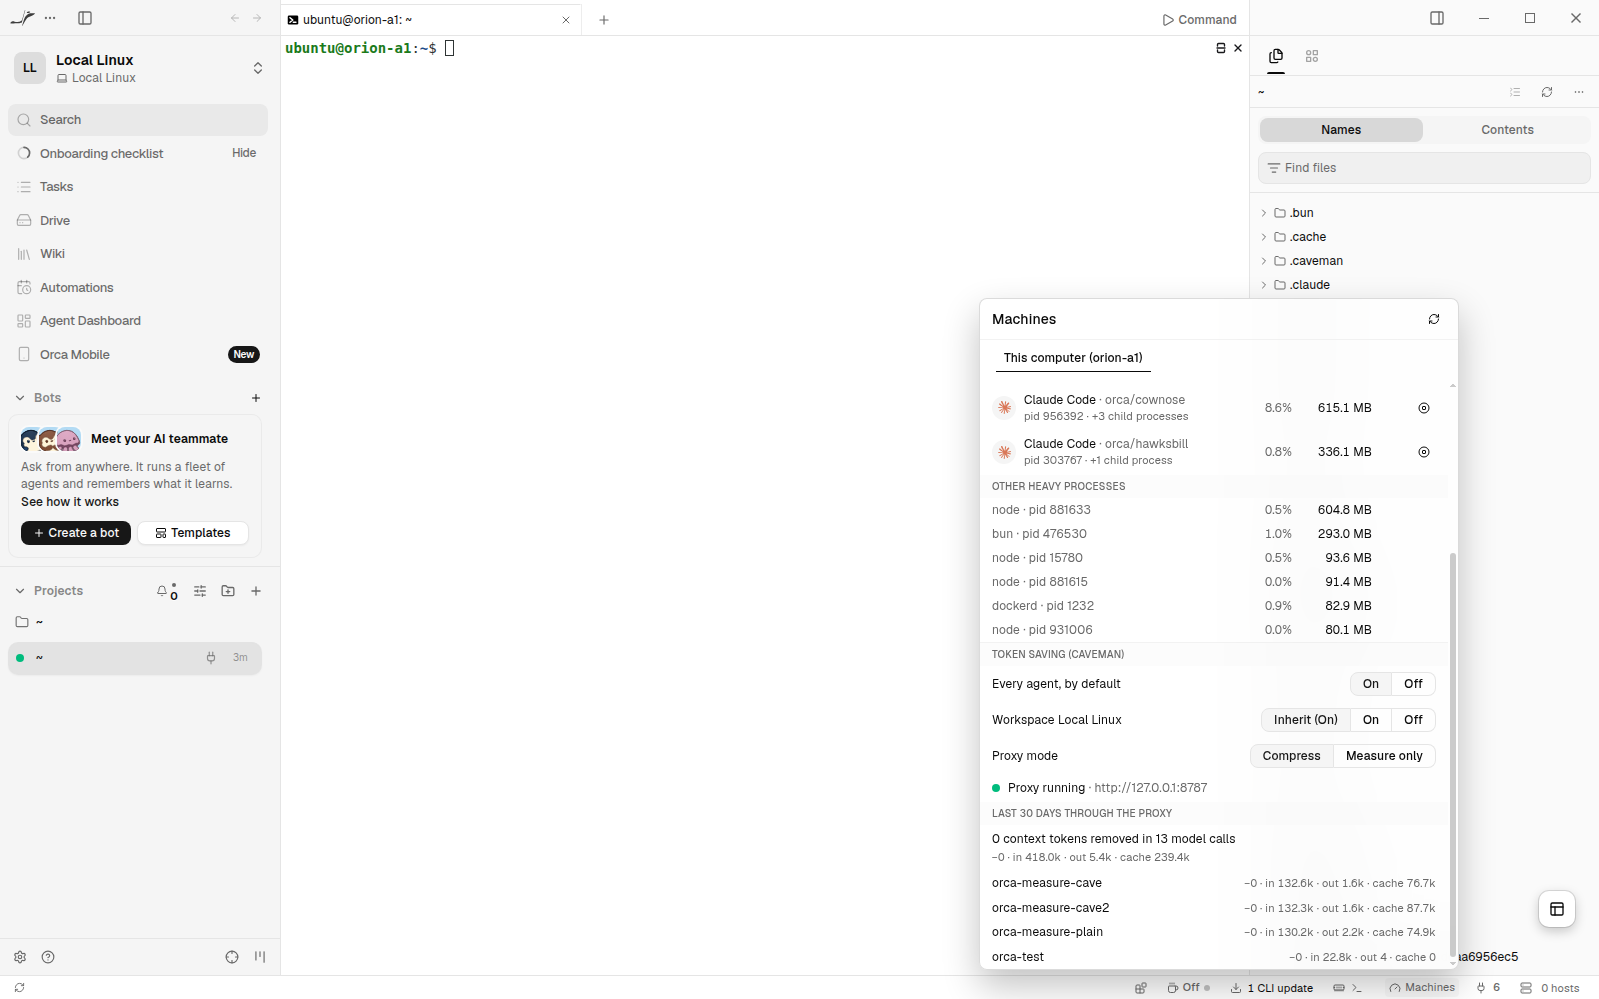 ubuntu@orion-a1: ~
Command
LL
Local Linux
Local Linux
ubuntu@orion-a1:~$
Search
Onboarding checklist Hide
Tasks
Drive
Wiki
Automations
Agent Dashboard
Orca Mobile New
Bots
Meet your AI teammate
Ask from anywhere. It runs a fleet of
agents and remembers what it learns.
See how it works
Create a bot Templates
Projects 0
~
~ 3m
~
Names Contents
Find files
.bun
.cache
.caveman
.claude
Machines
This computer (orion-a1)
Claude Code · orca/cownose 8.6% 615.1 MB
pid 956392 · +3 child processes
Claude Code · orca/hawksbill 0.8% 336.1 MB
pid 303767 · +1 child process
OTHER HEAVY PROCESSES
node · pid 881633 0.5% 604.8 MB
bun · pid 476530 1.0% 293.0 MB
node · pid 15780 0.5% 93.6 MB
node · pid 881615 0.0% 91.4 MB
dockerd · pid 1232 0.9% 82.9 MB
node · pid 931006 0.0% 80.1 MB
TOKEN SAVING (CAVEMAN)
Every agent, by default On Off
Workspace Local Linux Inherit (On) On Off
Proxy mode Compress Measure only
Proxy running · http://127.0.0.1:8787
LAST 30 DAYS THROUGH THE PROXY
0 context tokens removed in 13 model calls
−0 · in 418.0k · out 5.4k · cache 239.4k
orca-measure-cave −0 · in 132.6k · out 1.6k · cache 76.7k
orca-measure-cave2 −0 · in 132.3k · out 1.6k · cache 87.7k
orca-measure-plain −0 · in 130.2k · out 2.2k · cache 74.9k
orca-test −0 · in 22.8k · out 4 · cache 0
a6956ec5
Off 1 CLI update Machines 6 0 hosts